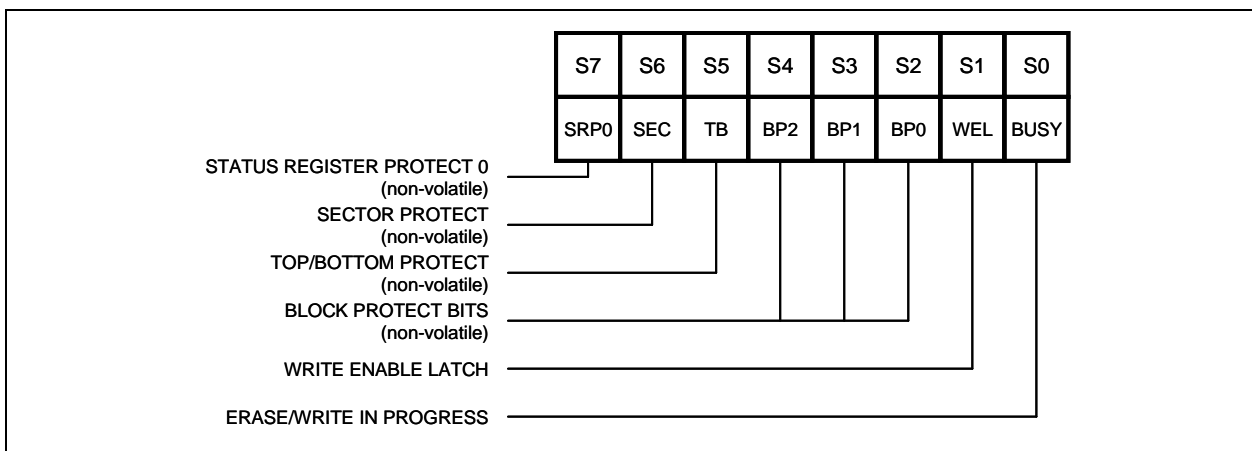 S7 S6 S5 S4 S3 S2 S1 S0
SRP0 SEC TB BP2 BP1 BP0 WEL BUSY
STATUS REGISTER PROTECT 0
(non-volatile)
SECTOR PROTECT
(non-volatile)
TOP/BOTTOM PROTECT
(non-volatile)
BLOCK PROTECT BITS
(non-volatile)
WRITE ENABLE LATCH
ERASE/WRITE IN PROGRESS